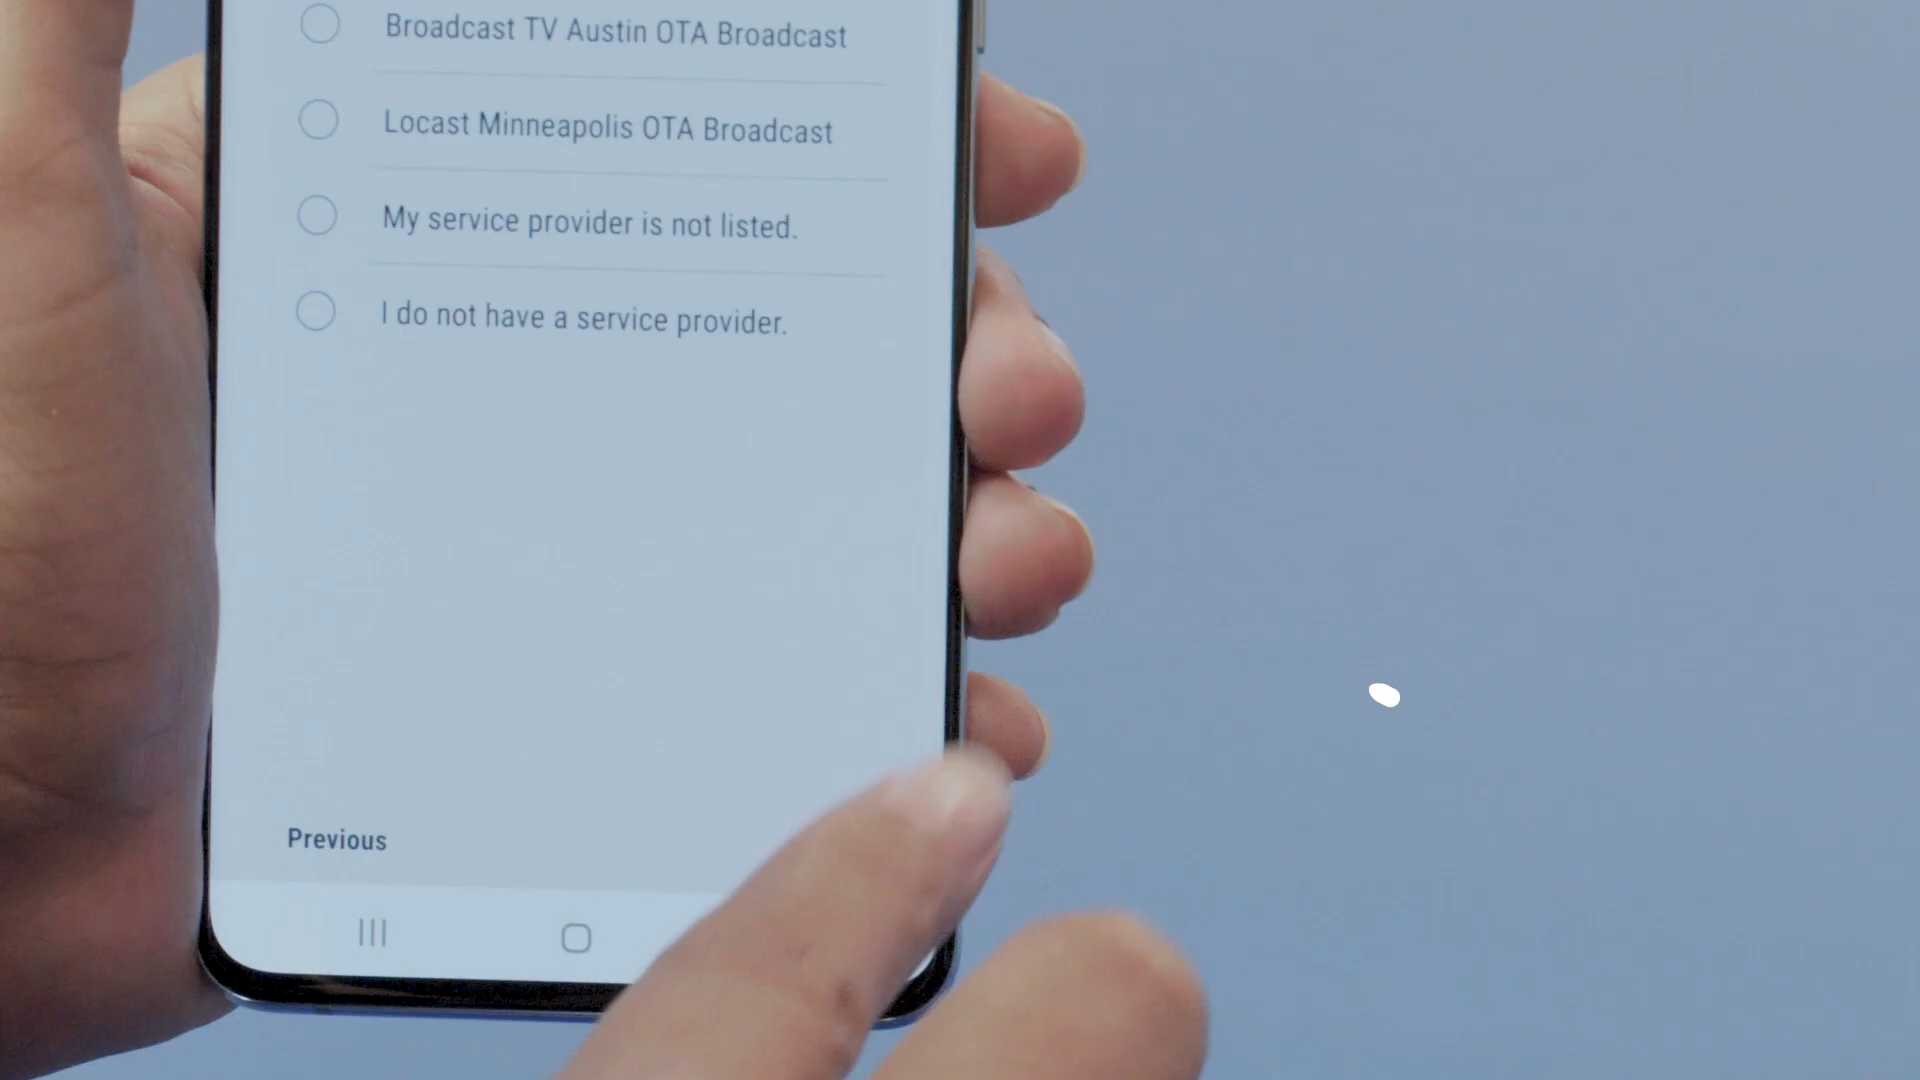 Broadcast TV Austin OTA Broadcast
Locast Minneapolis OTA Broadcast
My service provider is not listed.
I do not have a service provider.
Previous